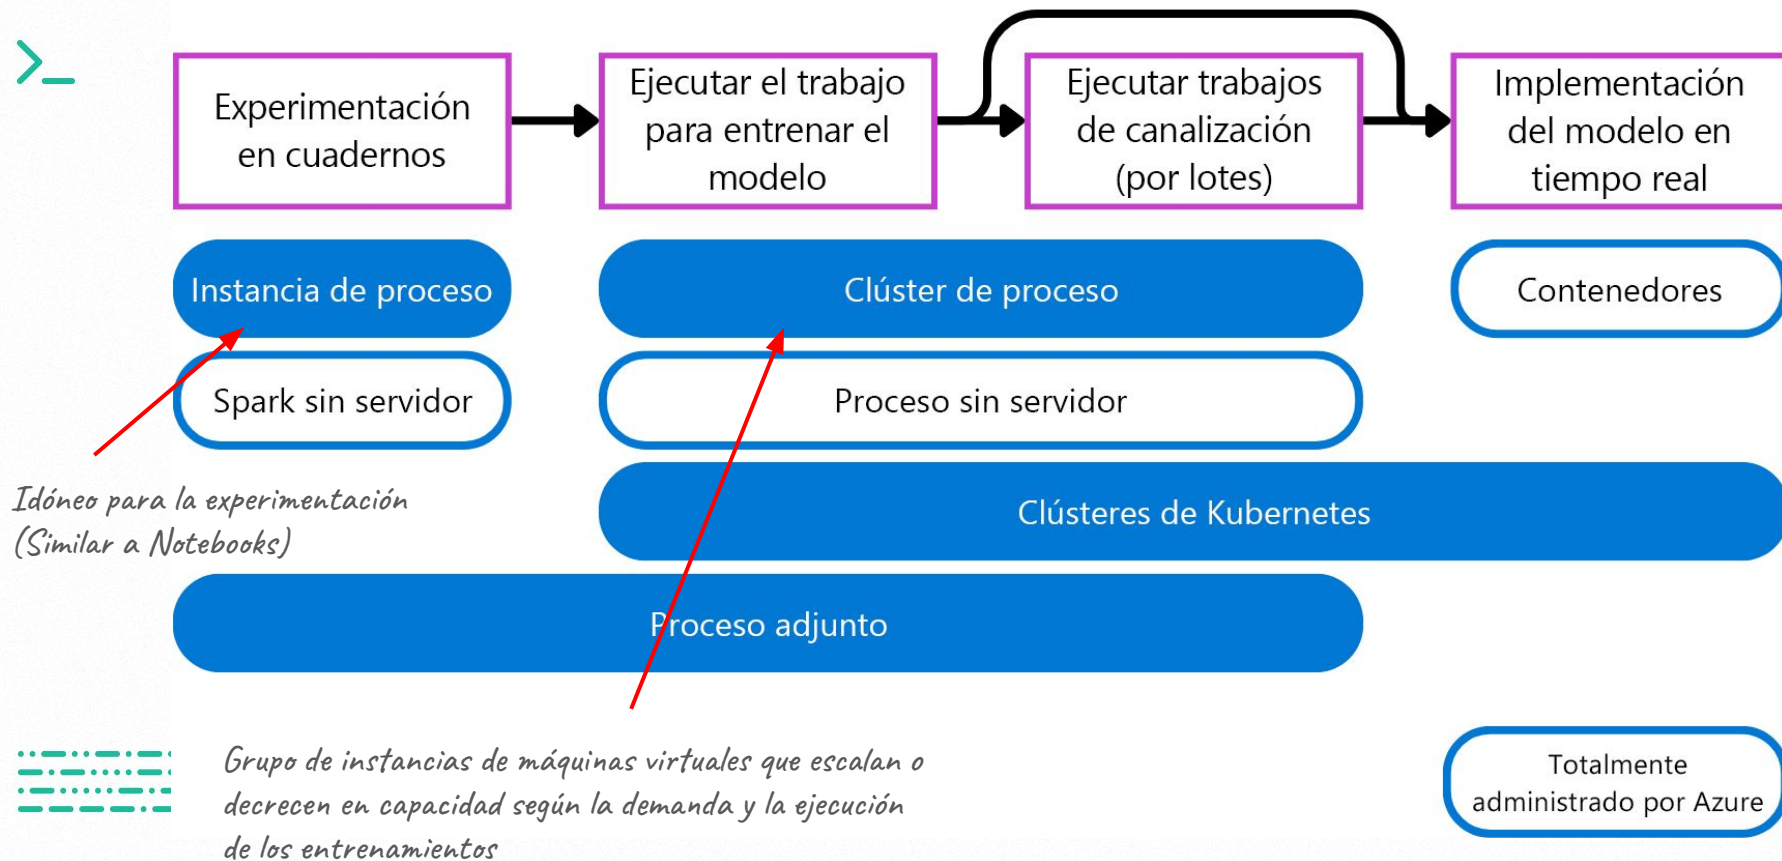 Experimentación
en cuadernos
Ejecutar el trabajo
para entrenar el
modelo
Ejecutar trabajos
de canalización
(por lotes)
Implementación
del modelo en
tiempo real
Instancia de proceso
Clúster de proceso
Contenedores
Spark sin servidor
Proceso sin servidor
Idóneo para la experimentación
(Similar a Notebooks)
Clústeres de Kubernetes
Proceso adjunto
Grupo de instancias de máquinas virtuales que escalan o
decrecen en capacidad según la demanda y la ejecución
de los entrenamientos
Totalmente
administrado por Azure